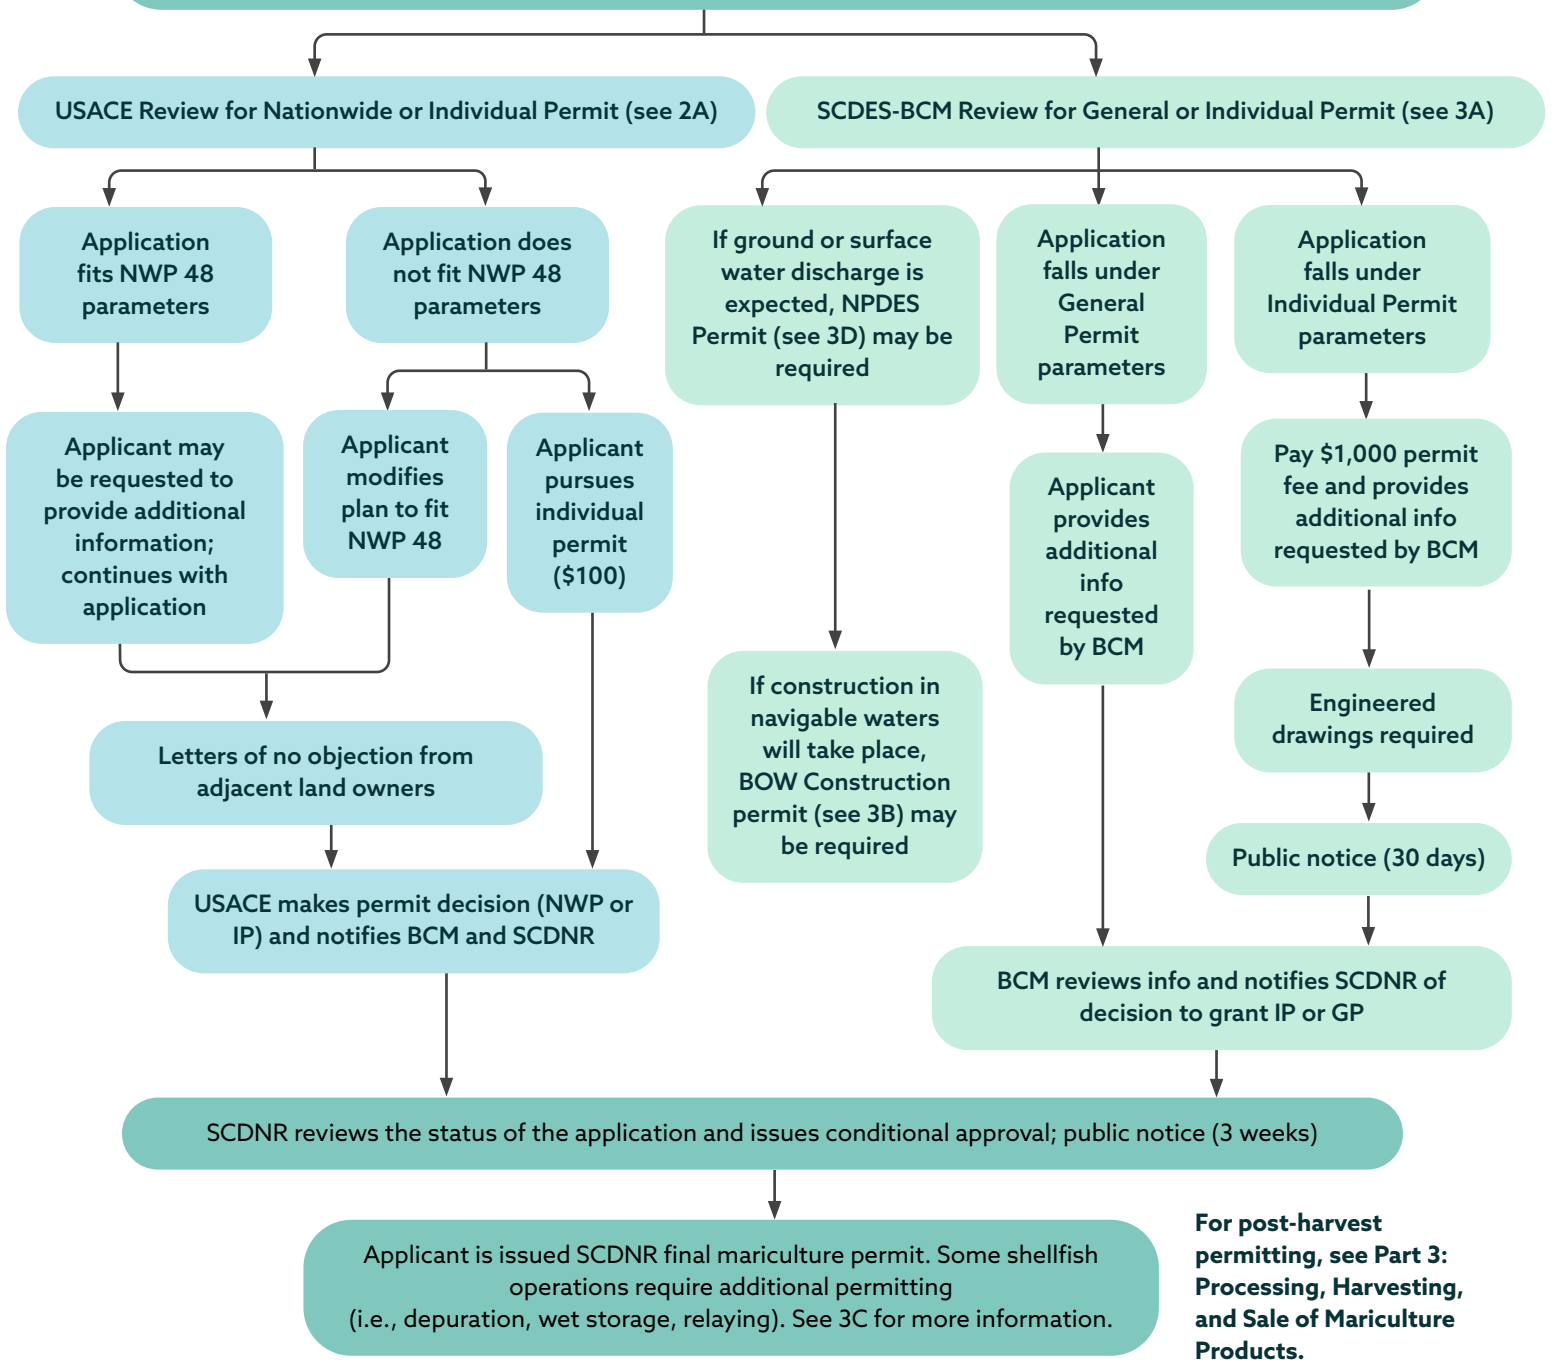 USACE Review for Nationwide or Individual Permit (see 2A)
SCDES-BCM Review for General or Individual Permit (see 3A)
Application
fits NWP 48
parameters
Application does
not fit NWP 48
parameters
If ground or surface
water discharge is
expected, NPDES
Permit (see 3D) may be
required
Application
falls under
General
Permit
parameters
Application
falls under
Individual Permit
parameters
Applicant may
be requested to
provide additional
information;
continues with
application
Applicant
modifies
plan to fit
NWP 48
Applicant
pursues
individual
permit
($100)
Applicant
provides
additional
info
requested
by BCM
Pay $1,000 permit
fee and provides
additional info
requested by BCM
If construction in
navigable waters
will take place,
BOW Construction
permit (see 3B) may
be required
Engineered
drawings required
Letters of no objection from
adjacent land owners
Public notice (30 days)
USACE makes permit decision (NWP or
IP) and notifies BCM and SCDNR
BCM reviews info and notifies SCDNR of
decision to grant IP or GP
SCDNR reviews the status of the application and issues conditional approval; public notice (3 weeks)
Applicant is issued SCDNR final mariculture permit. Some shellfish
operations require additional permitting
(i.e., depuration, wet storage, relaying). See 3C for more information.
For post-harvest
permitting, see Part 3:
Processing, Harvesting,
and Sale of Mariculture
Products.